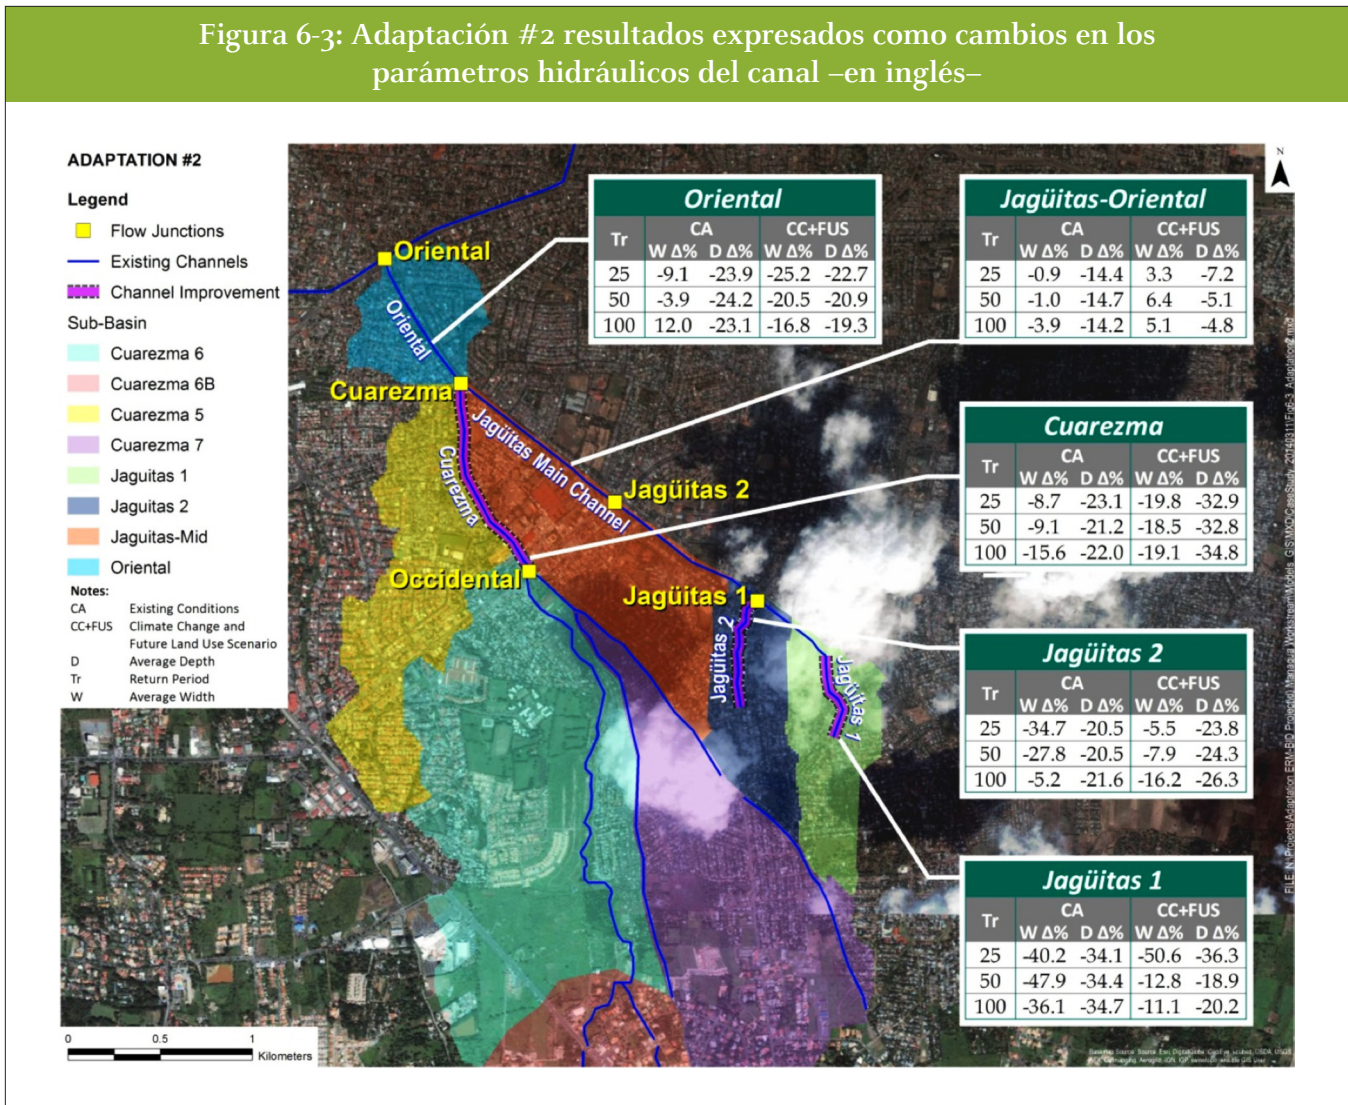 Figura 6-3: Adaptación #2 resultados expresados como cambios en los
parámetros hidráulicos del canal –en inglés–
ADAPTATION #2
Legend
Flow Junctions
Existing Channels
Channel Improvement
Sub-Basin
Cuarezma 6
Cuarezma 6B
Cuarezma 5
Cuarezma 7
Jaguitas 1
Jaguitas 2
Jaguitas-Mid
Oriental
Notes:
CA Existing Conditions
CC+FUS Climate Change and
Future Land Use Scenario
D Average Depth
Tr Return Period
W Average Width
N
Oriental
Oriental
Cuarezma
Cuarezma
Jagüitas Main Channel
Jagüitas 2
Occidental
Jagüitas 1
Jagüitas 2
Jagüitas 1
Oriental
Tr CA CC+FUS
W Δ% D Δ% W Δ% D Δ%
25 -9.1 -23.9 -25.2 -22.7
50 -3.9 -24.2 -20.5 -20.9
100 12.0 -23.1 -16.8 -19.3
Jagüitas-Oriental
Tr CA CC+FUS
W Δ% D Δ% W Δ% D Δ%
25 -0.9 -14.4 3.3 -7.2
50 -1.0 -14.7 6.4 -5.1
100 -3.9 -14.2 5.1 -4.8
Cuarezma
Tr CA CC+FUS
W Δ% D Δ% W Δ% D Δ%
25 -8.7 -23.1 -19.8 -32.9
50 -9.1 -21.2 -18.5 -32.8
100 -15.6 -22.0 -19.1 -34.8
Jagüitas 2
Tr CA CC+FUS
W Δ% D Δ% W Δ% D Δ%
25 -34.7 -20.5 -5.5 -23.8
50 -27.8 -20.5 -7.9 -24.3
100 -5.2 -21.6 -16.2 -26.3
Jagüitas 1
Tr CA CC+FUS
W Δ% D Δ% W Δ% D Δ%
25 -40.2 -34.1 -50.6 -36.3
50 -47.9 -34.4 -12.8 -18.9
100 -36.1 -34.7 -11.1 -20.2
0 0.5 1
Kilometers